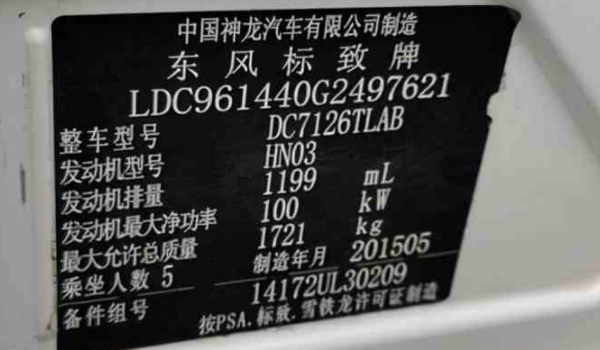 中国神龙汽车有限公司制造
东风标致牌
LDC961440G2497621
整车型号 DC7126TLAB
发动机型号 HN03
发动机排量 1199 mL
发动机最大净功率 100 kW
最大允许总质量 1721 kg
乘坐人数 5 制造年月 201505
备件组号 14172UL30209
按PSA.标致.雪铁龙许可证制造